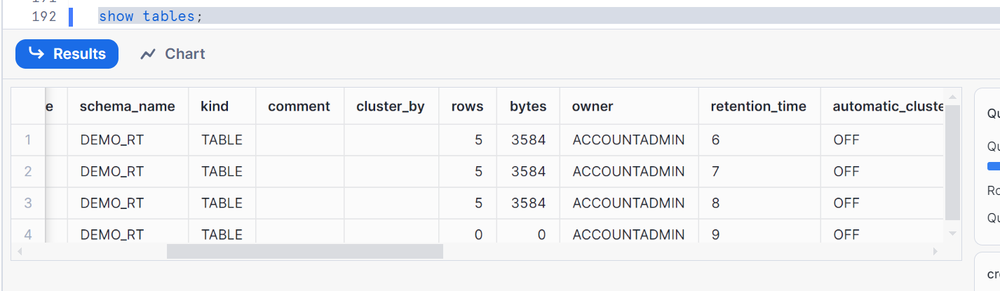 192 show tables;
Results Chart
e schema_name kind comment cluster_by rows bytes owner retention_time automatic_cluste
1 DEMO_RT TABLE 5 3584 ACCOUNTADMIN 6 OFF
2 DEMO_RT TABLE 5 3584 ACCOUNTADMIN 7 OFF
3 DEMO_RT TABLE 5 3584 ACCOUNTADMIN 8 OFF
4 DEMO_RT TABLE 0 0 ACCOUNTADMIN 9 OFF
Qu
Qu
Ro
Qu
cr